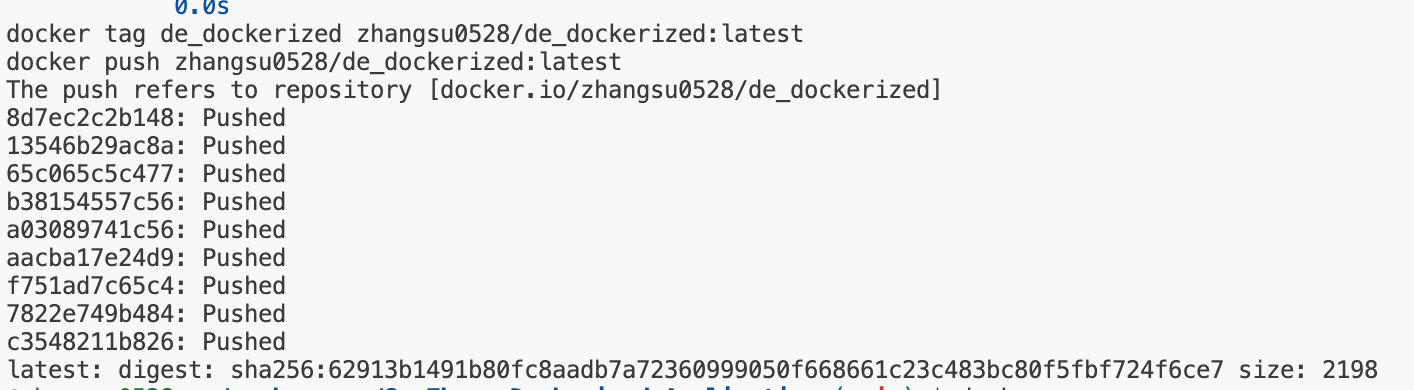 0.0s
docker tag de_dockerized zhangsu0528/de_dockerized:latest
docker push zhangsu0528/de_dockerized:latest
The push refers to repository [docker.io/zhangsu0528/de_dockerized]
8d7ec2c2b148: Pushed
13546b29ac8a: Pushed
65c065c5c477: Pushed
b38154557c56: Pushed
a03089741c56: Pushed
aacba17e24d9: Pushed
f751ad7c65c4: Pushed
7822e749b484: Pushed
c3548211b826: Pushed
latest: digest: sha256:62913b1491b80fc8aadb7a72360999050f668661c23c483bc80f5fbf724f6ce7 size: 2198